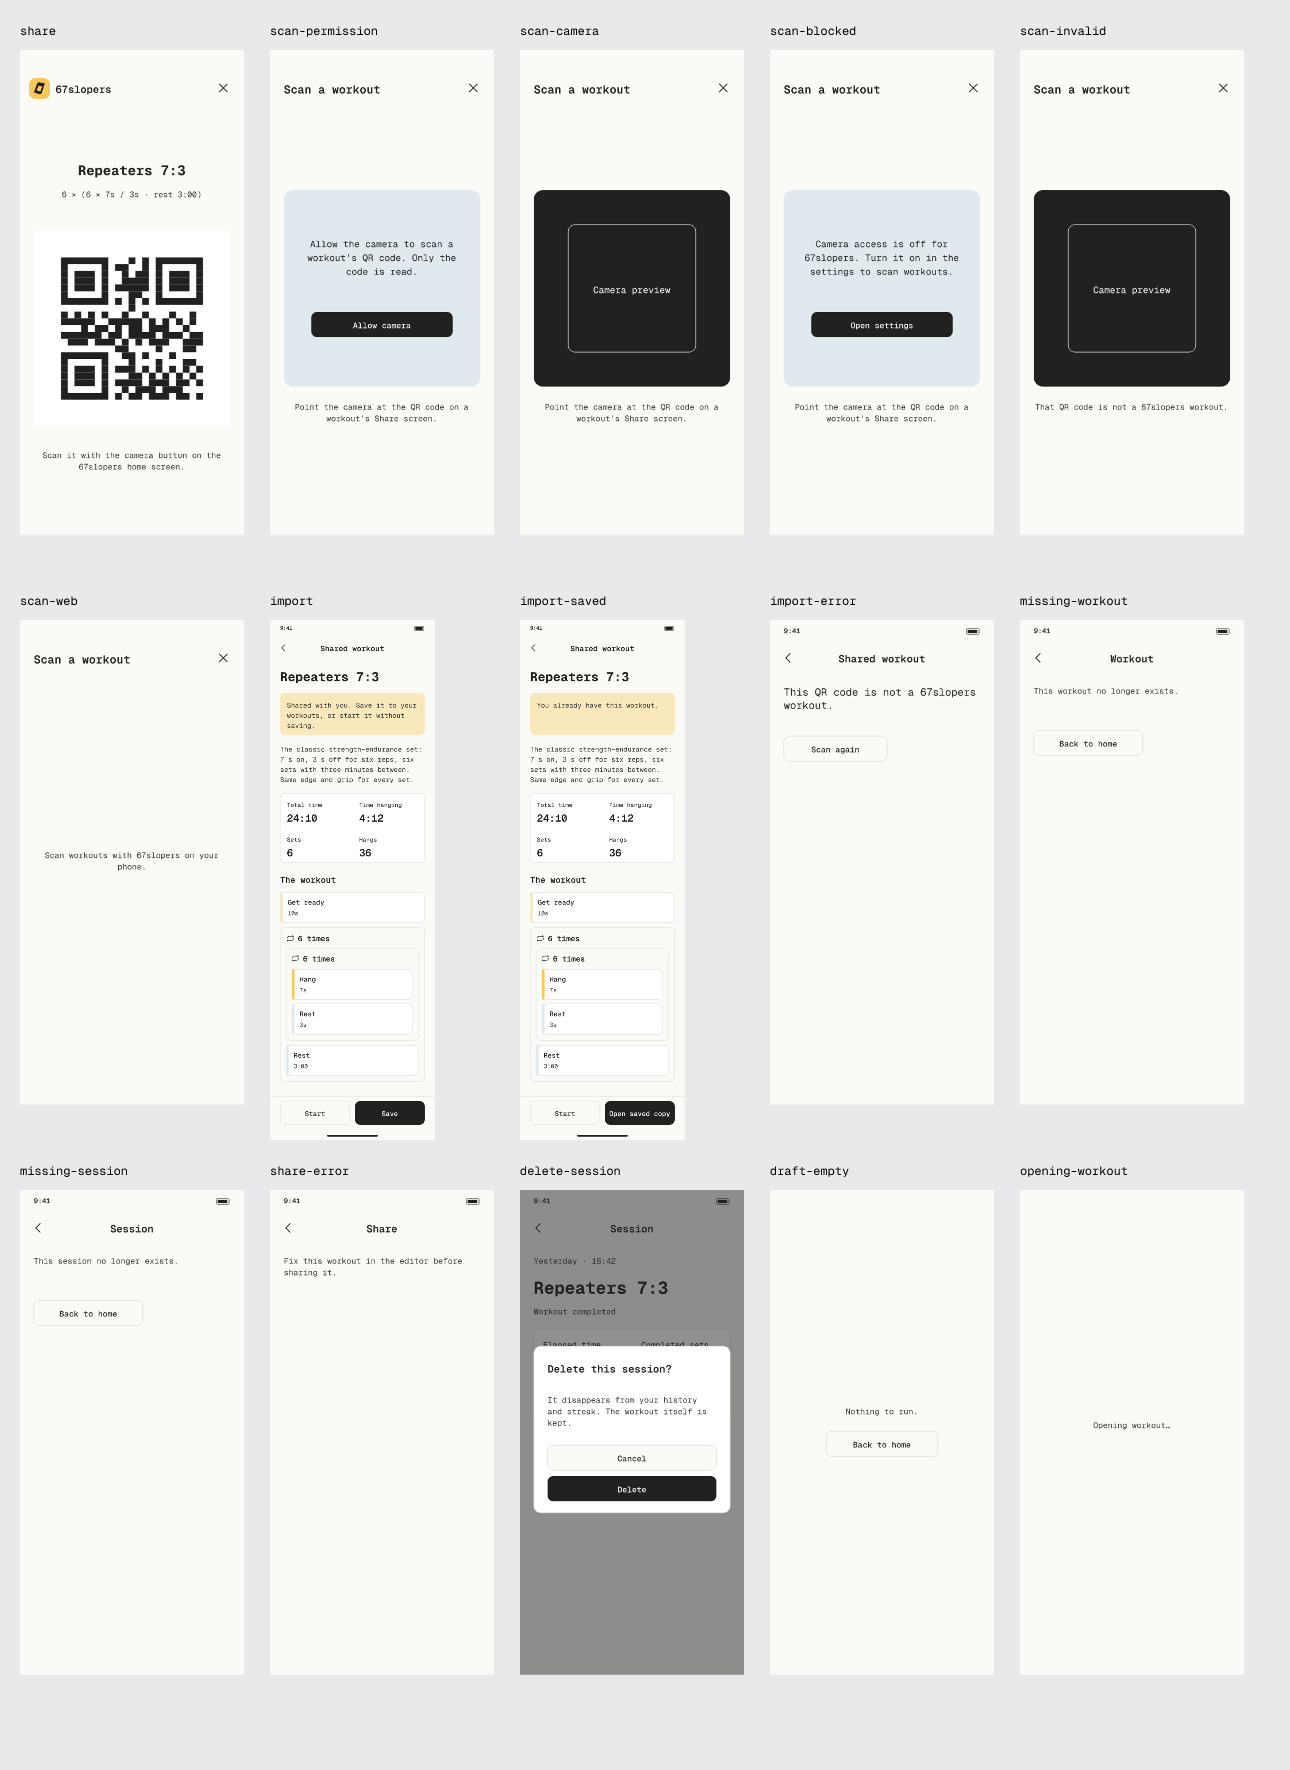 share
scan-permission
scan-camera
scan-blocked
scan-invalid
67slopers
Repeaters 7:3
6 × (6 × 7s / 3s · rest 3:00)
Scan it with the camera button on the
67slopers home screen.
Scan a workout
Allow the camera to scan a
workout's QR code. Only the
code is read.
Allow camera
Point the camera at the QR code on a
workout's Share screen.
Scan a workout
Camera preview
Point the camera at the QR code on a
workout's Share screen.
Scan a workout
Camera access is off for
67slopers. Turn it on in the
settings to scan workouts.
Open settings
Point the camera at the QR code on a
workout's Share screen.
Scan a workout
Camera preview
That QR code is not a 67slopers workout.
scan-web
import
import-saved
import-error
missing-workout
Scan a workout
Scan workouts with 67slopers on your
phone.
9:41
Shared workout
Repeaters 7:3
Shared with you. Save it to your
workouts, or start it without
saving.
The classic strength-endurance set:
7 s on, 3 s off for six reps, six
sets with three minutes between.
Same edge and grip for every set.
Total time
Time hanging
24:10
4:12
Sets
Hangs
6
36
The workout
Get ready
10s
6 times
6 times
Hang
7s
Rest
3s
Rest
3:00
Start
Save
9:41
Shared workout
Repeaters 7:3
You already have this workout.
The classic strength-endurance set:
7 s on, 3 s off for six reps, six
sets with three minutes between.
Same edge and grip for every set.
Total time
Time hanging
24:10
4:12
Sets
Hangs
6
36
The workout
Get ready
10s
6 times
6 times
Hang
7s
Rest
3s
Rest
3:00
Start
Open saved copy
9:41
Shared workout
This QR code is not a 67slopers
workout.
Scan again
9:41
Workout
This workout no longer exists.
Back to home
missing-session
share-error
delete-session
draft-empty
opening-workout
9:41
Session
This session no longer exists.
Back to home
9:41
Share
Fix this workout in the editor before
sharing it.
9:41
Session
Yesterday · 18:42
Repeaters 7:3
Workout completed
Elapsed time
Completed sets
Delete this session?
It disappears from your history
and streak. The workout itself is
kept.
Cancel
Delete
Nothing to run.
Back to home
Opening workout…